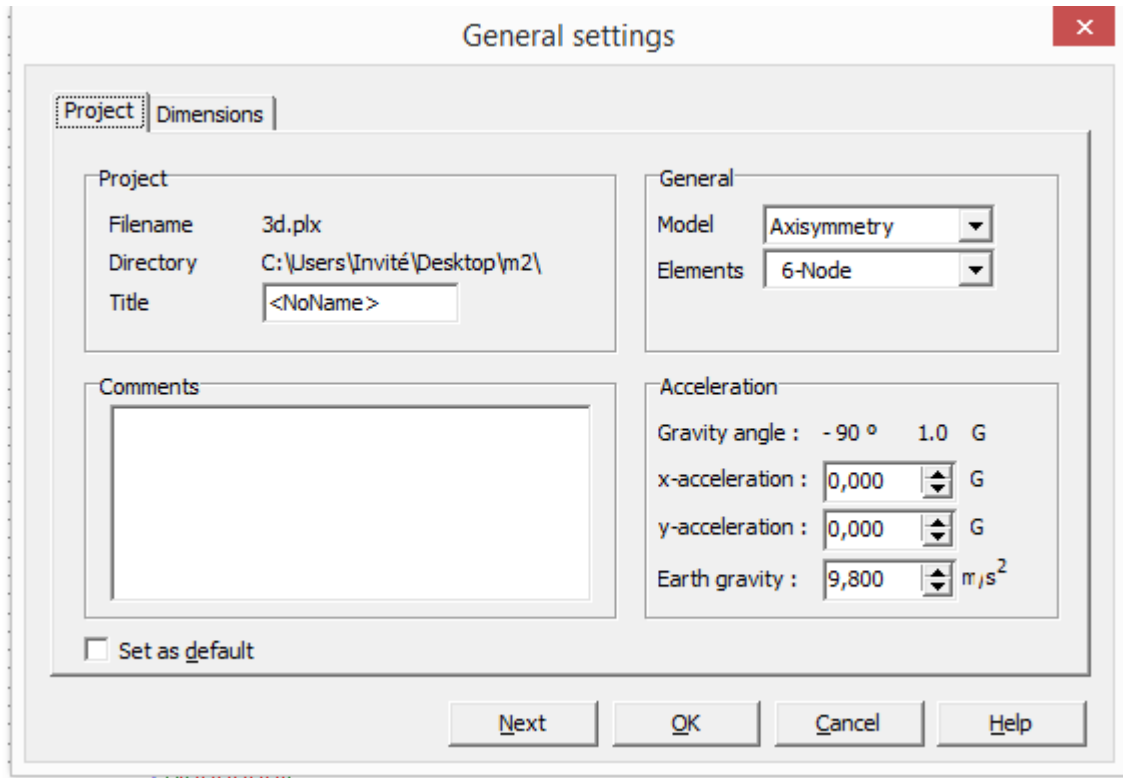 General settings
Project
Dimensions
Project
Filename 3d.plx
Directory C:\Users\Invité\Desktop\m2\
Title <NoName>
General
Model Axisymmetry
Elements 6-Node
Comments
Acceleration
Gravity angle : - 90 º 1.0 G
x-acceleration : 0,000 G
y-acceleration : 0,000 G
Earth gravity : 9,800 m/s²
Set as default
Next
OK
Cancel
Help